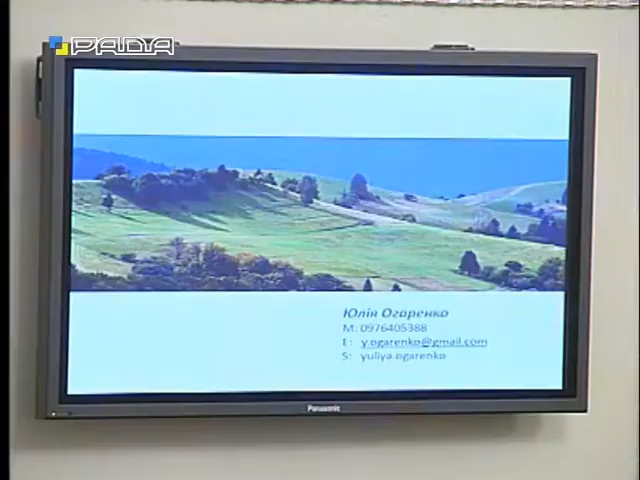 РАДА
Юлія Огаренко
M: 0976405388
E: y.ogarenko@gmail.com
S: yuliya.ogarenko
Panasonic